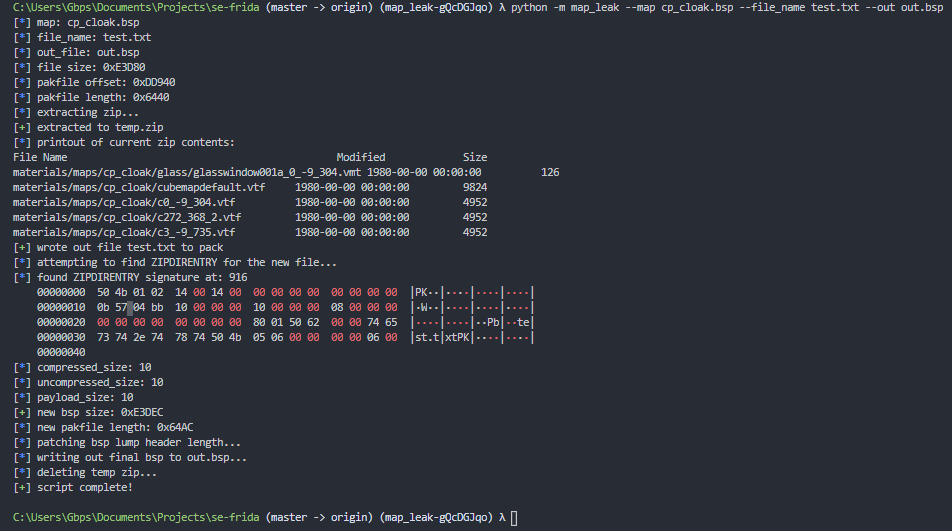 C:\Users\Gbps\Documents\Projects\se-frida (master -> origin) (map_leak-gQcDGJqo) λ python -m map_leak --map cp_cloak.bsp --file_name test.txt --out out.bsp
[*] map: cp_cloak.bsp
[*] file_name: test.txt
[*] out_file: out.bsp
[*] file size: 0xE3D80
[*] pakfile offset: 0xDD940
[*] pakfile length: 0x6440
[*] extracting zip...
[+] extracted to temp.zip
[*] printout of current zip contents:
File Name Modified Size
materials/maps/cp_cloak/glass/glasswindow001a_0_-9_304.vmt 1980-00-00 00:00:00 126
materials/maps/cp_cloak/cubemapdefault.vtf 1980-00-00 00:00:00 9824
materials/maps/cp_cloak/c0_-9_304.vtf 1980-00-00 00:00:00 4952
materials/maps/cp_cloak/c272_368_2.vtf 1980-00-00 00:00:00 4952
materials/maps/cp_cloak/c3_-9_735.vtf 1980-00-00 00:00:00 4952
[+] wrote out file test.txt to pack
[*] attempting to find ZIPDIRENTRY for the new file...
[*] found ZIPDIRENTRY signature at: 916
00000000 50 4b 01 02 14 00 14 00 00 00 00 00 00 00 00 00 |PK··|····|····|····|
00000010 0b 57 04 bb 10 00 00 00 10 00 00 00 08 00 00 00 |·W··|····|····|····|
00000020 00 00 00 00 00 00 00 00 80 01 50 62 00 00 74 65 |····|····|··Pb|··te|
00000030 73 74 2e 74 78 74 50 4b 05 06 00 00 00 00 06 00 |st.t|xtPK|····|····|
00000040
[*] compressed_size: 10
[*] uncompressed_size: 10
[*] payload_size: 10
[+] new bsp size: 0xE3DEC
[*] new pakfile length: 0x64AC
[*] patching bsp lump header length...
[*] writing out final bsp to out.bsp...
[*] deleting temp zip...
[+] script complete!
C:\Users\Gbps\Documents\Projects\se-frida (master -> origin) (map_leak-gQcDGJqo) λ